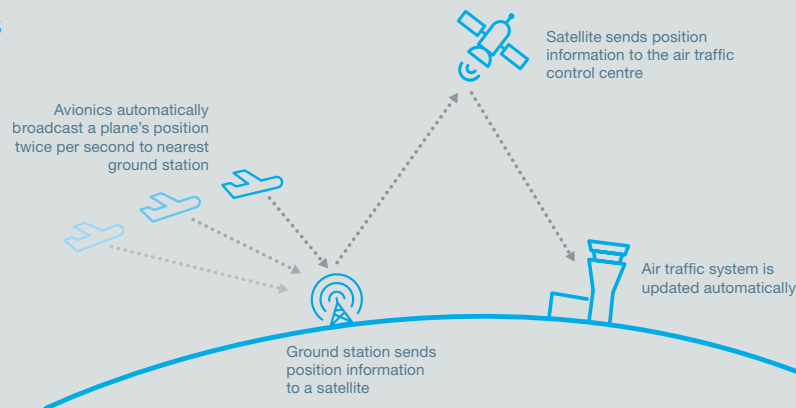 Avionics automatically
broadcast a plane's position
twice per second to nearest
ground station
Satellite sends position
information to the air traffic
control centre
Air traffic system is
updated automatically
Ground station sends
position information
to a satellite